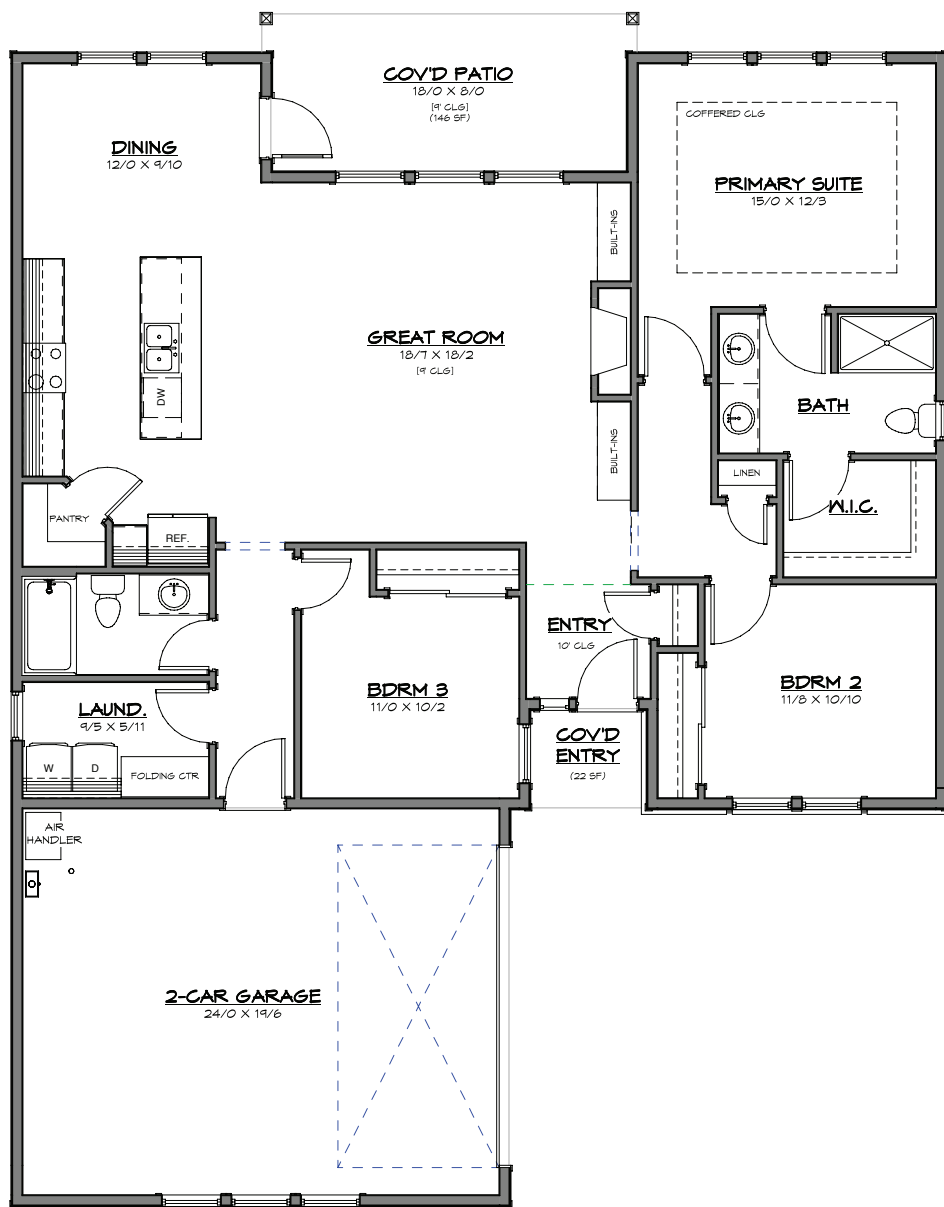 COV'D PATIO
18/0 X 8/0
[9' CLG]
(146 SF)
COFFERED CLG
DINING
12/0 X 9/10
PRIMARY SUITE
15/0 X 12/3
BUILT-INS
GREAT ROOM
18/7 X 18/2
[9' CLG]
DW
BATH
BUILT-INS
LINEN
W.I.C.
PANTRY
REF.
ENTRY
10' CLG
BDRM 3
11/0 X 10/2
BDRM 2
11/8 X 10/10
LAUND.
9/5 X 5/11
COV'D
ENTRY
(22 SF)
W
D
FOLDING CTR
AIR
HANDLER
2-CAR GARAGE
24/0 X 19/6